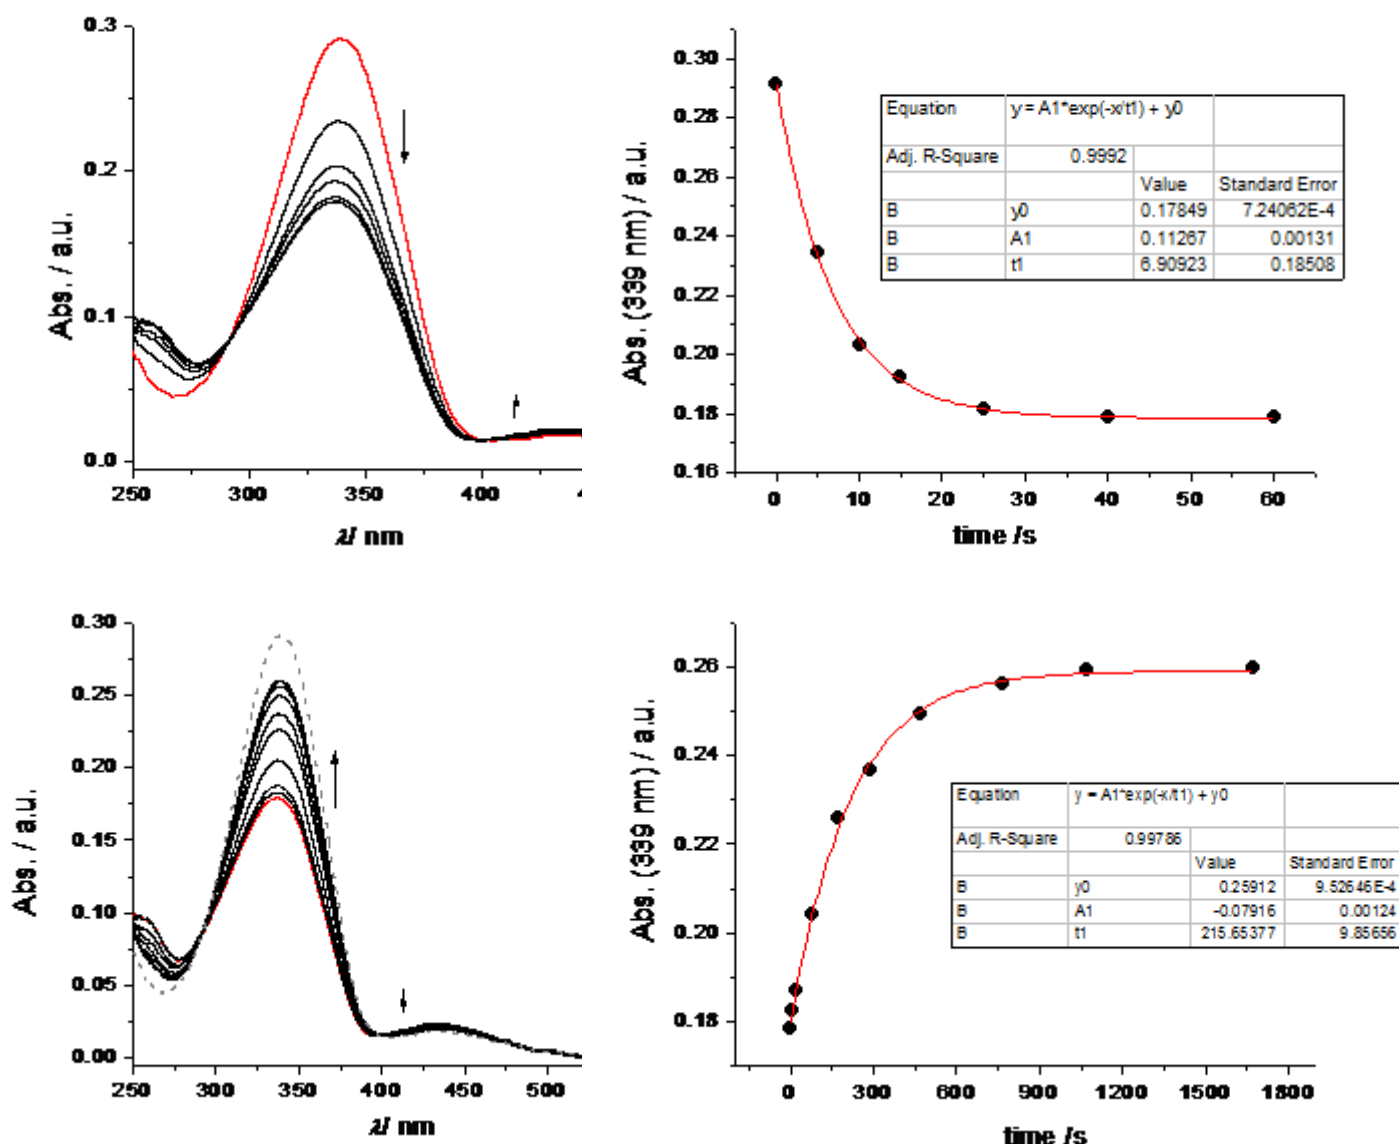 0.3
0.2
0.1
0.0
250 300 350 400
Abs. / a.u.
λ/ nm
0.30
0.28
0.26
0.24
0.22
0.20
0.18
0.16
0 10 20 30 40 50 60
Abs. (339 nm) / a.u.
time /s
Equation y = A1*exp(-x/t1) + y0
Adj. R-Square 0.9992
Value Standard Error
B y0 0.17849 7.24062E-4
B A1 0.11267 0.00131
B t1 6.90923 0.18508
0.30
0.25
0.20
0.15
0.10
0.05
0.00
250 300 350 400 450 500
Abs. / a.u.
λ/ nm
0.26
0.24
0.22
0.20
0.18
0 300 600 900 1200 1500 1800
Abs. (339 nm) / a.u.
time /s
Equation y = A1*exp(-x/t1) + y0
Adj. R-Square 0.99786
Value Standard Error
B y0 0.25912 9.52646E-4
B A1 -0.07916 0.00124
B t1 215.65377 9.85656